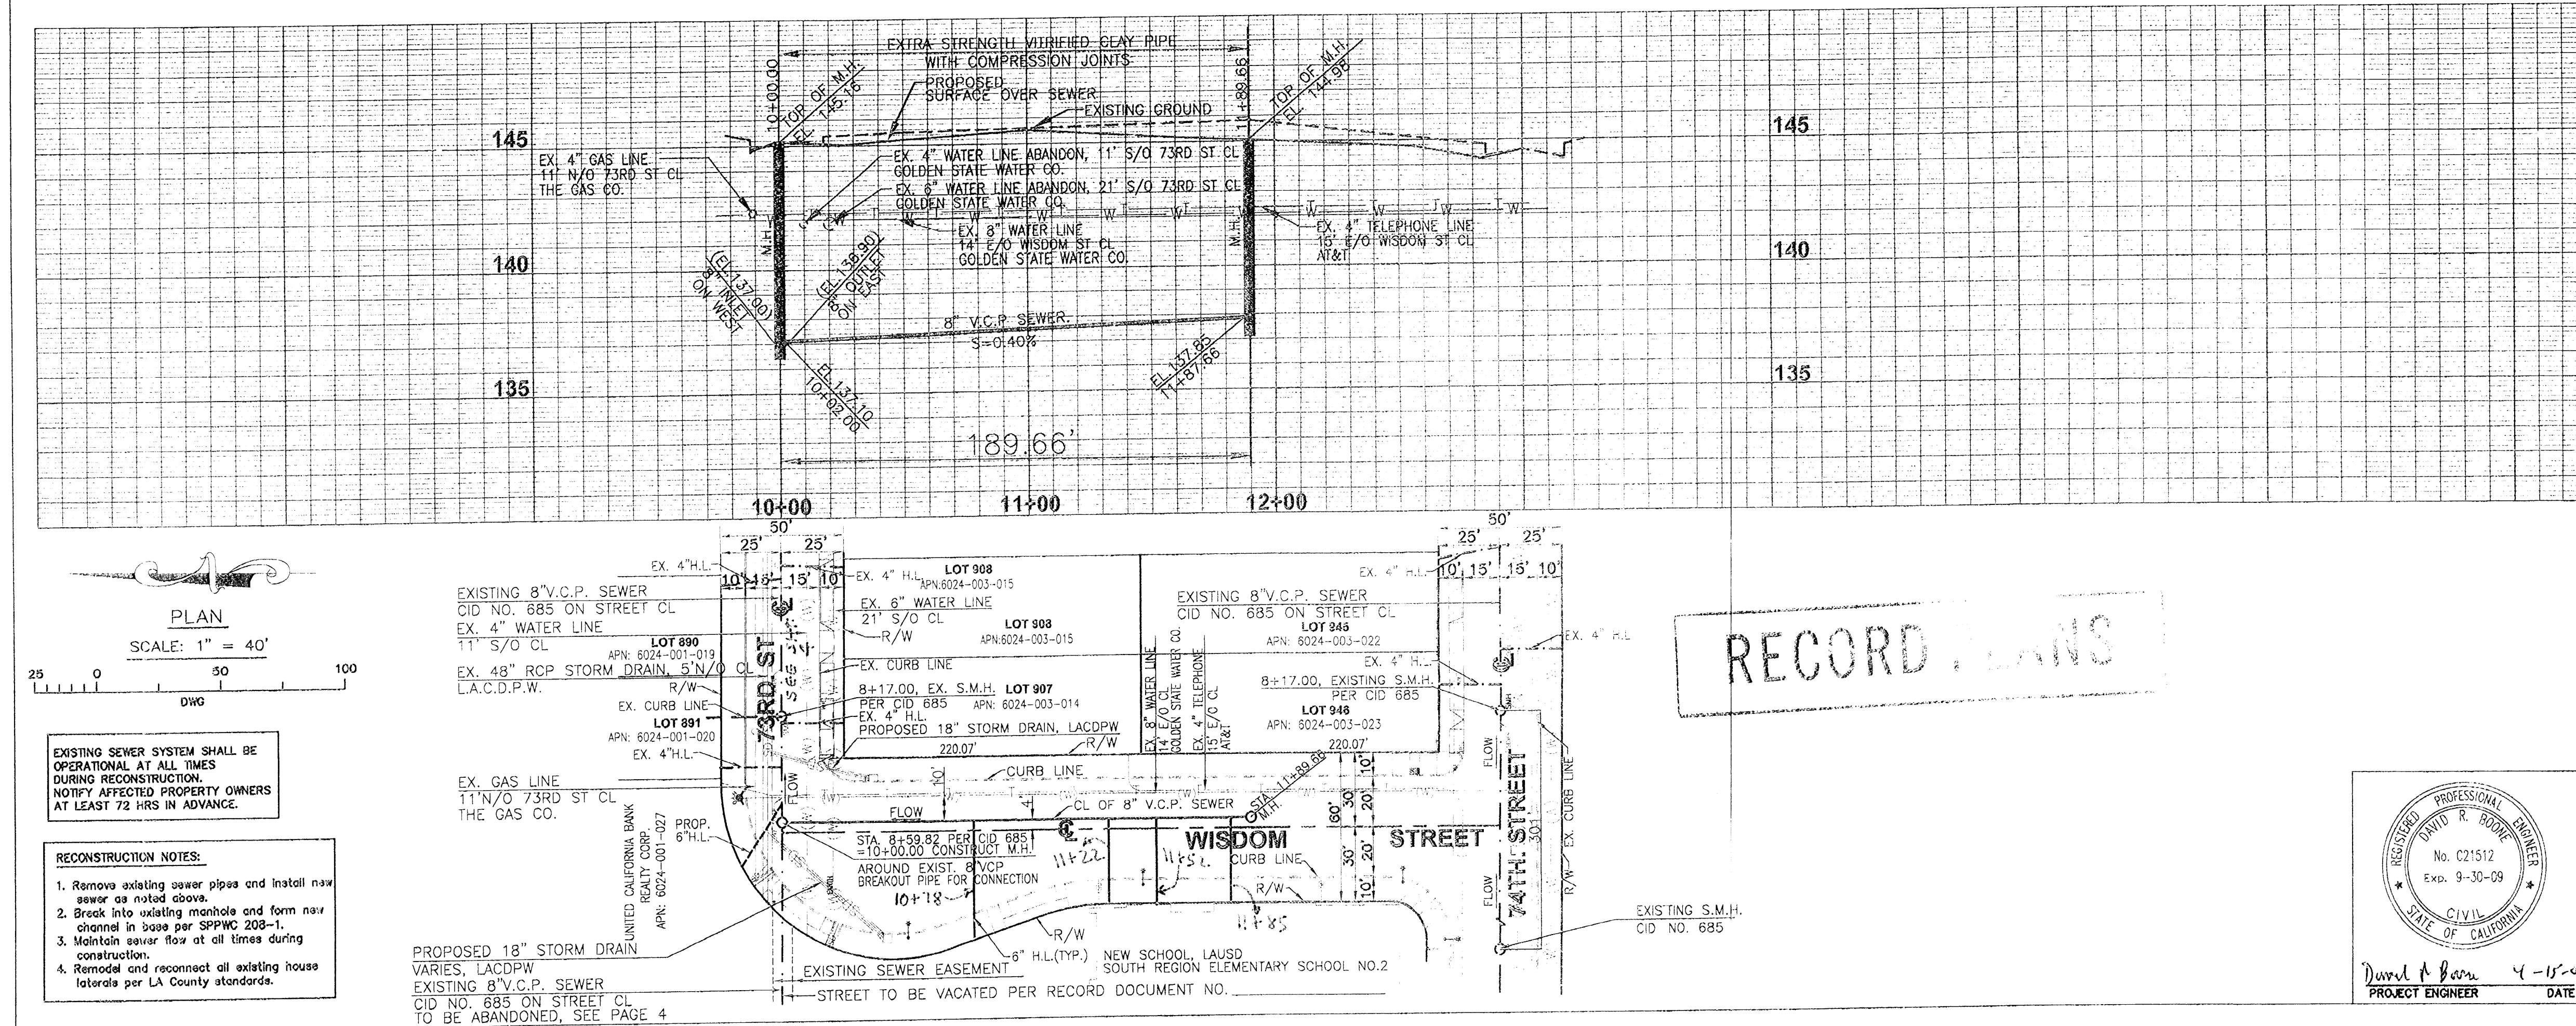 EXTRA STRENGTH VITRIFIED CLAY PIPE
WITH COMPRESSION JOINTS
10+00.00
TOP OF M.H.
EL. 145.16
PROPOSED
SURFACE OVER SEWER
EXISTING GROUND
11+89.66
TOP OF M.H.
EL. 144.98
145
145
EX. 4" GAS LINE
11' N/O 73RD ST CL
THE GAS CO.
EX. 4" WATER LINE ABANDON, 11' S/O 73RD ST CL
GOLDEN STATE WATER CO.
EX. 6" WATER LINE ABANDON, 21' S/O 73RD ST CL
GOLDEN STATE WATER CO.
EX. 8" WATER LINE
14' E/O WISDOM ST CL
GOLDEN STATE WATER CO.
EX. 4" TELEPHONE LINE
15' E/O WISDOM ST CL
AT&T
M.H.
M.H.
140
140
(EL.137.90)
8" INLET
ON WEST
(EL.136.90)
8" OUTLET
ON EAST
8" V.C.P. SEWER
S=0.40%
EL.137.10
10+02.00
EL.137.85
11+87.66
135
135
189.66'
10+00
11+00
12+00
PLAN
SCALE: 1" = 40'
25 0 50 100
DWG
EXISTING SEWER SYSTEM SHALL BE
OPERATIONAL AT ALL TIMES
DURING RECONSTRUCTION.
NOTIFY AFFECTED PROPERTY OWNERS
AT LEAST 72 HRS IN ADVANCE.
RECONSTRUCTION NOTES:
1. Remove existing sewer pipes and install new
sewer as noted above.
2. Break into existing manhole and form new
channel in base per SPPWC 208-1.
3. Maintain sewer flow at all times during
construction.
4. Remodel and reconnect all existing house
laterals per LA County standards.
50'
25' 25'
10' 15' 15' 10'
EX. 4"H.L.
EXISTING 8"V.C.P. SEWER
CID NO. 685 ON STREET CL
EX. 4" WATER LINE
11' S/O CL
LOT 890
APN: 6024-001-019
EX. 48" RCP STORM DRAIN, 5'N/O CL
L.A.C.D.P.W.
R/W
EX. CURB LINE
LOT 891
APN: 6024-001-020
EX. 4"H.L.
EX. GAS LINE
11'N/O 73RD ST CL
THE GAS CO.
UNITED CALIFORNIA BANK
REALTY CORP.
APN: 6024-001-027
PROP.
6"H.L.
73RD. ST
FLOW
EX. 4" H.L.
LOT 908
APN:6024-003-015
EX. 6" WATER LINE
21' S/O CL
R/W
LOT 908
APN:6024-003-015
EX. CURB LINE
8+17.00, EX. S.M.H.
PER CID 685
LOT 907
APN: 6024-003-014
EX. 4" H.L.
PROPOSED 18" STORM DRAIN, LACDPW
220.07'
R/W
CURB LINE
10'
4'
FLOW
CL OF 8" V.C.P. SEWER
STA. 11+89.66
M.H.
STA. 8+59.82 PER CID 685
=10+00.00 CONSTRUCT M.H.
AROUND EXIST. 8"VCP
BREAKOUT PIPE FOR CONNECTION
10+78
11+22
11+52
11+85
WISDOM STREET
CURB LINE
R/W
EX. 8" WATER LINE
14' E/O CL
GOLDEN STATE WATER CO.
EX. 4" TELEPHONE
15' E/O CL
AT&T
50'
25' 25'
10' 15' 15' 10'
EX. 4" H.L.
EXISTING 8"V.C.P. SEWER
CID NO. 685 ON STREET CL
LOT 945
APN: 6024-003-022
EX. 4" H.L.
EX. 4" H.L.
8+17.00, EXISTING S.M.H.
PER CID 685
SMH
LOT 946
APN: 6024-003-023
220.07'
60'
30' 30'
10' 20' 20' 10'
FLOW
FLOW
74TH. STREET
301'
R/W
EX. CURB LINE
EXISTING S.M.H.
CID NO. 685
R/W
6" H.L.(TYP.)
NEW SCHOOL, LAUSD
SOUTH REGION ELEMENTARY SCHOOL NO.2
EXISTING SEWER EASEMENT
STREET TO BE VACATED PER RECORD DOCUMENT NO.
PROPOSED 18" STORM DRAIN
VARIES, LACDPW
EXISTING 8"V.C.P. SEWER
CID NO. 685 ON STREET CL
TO BE ABANDONED, SEE PAGE 4
RECORD
REGISTERED PROFESSIONAL ENGINEER
DAVID R. BOONE
No. C21512
Exp. 9-30-09
CIVIL
STATE OF CALIFORNIA
PROJECT ENGINEER
DATE